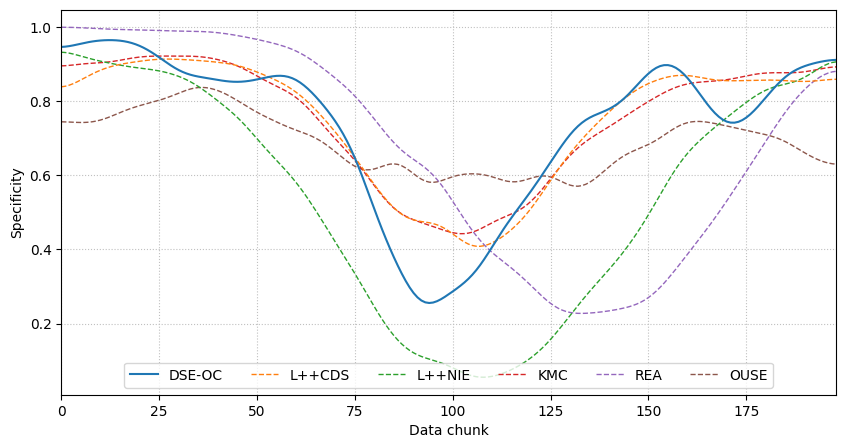 1.0
0.8
0.6
0.4
0.2
Specificity
DSE-OC L++CDS L++NIE KMC REA OUSE
0 25 50 75 100 125 150 175
Data chunk